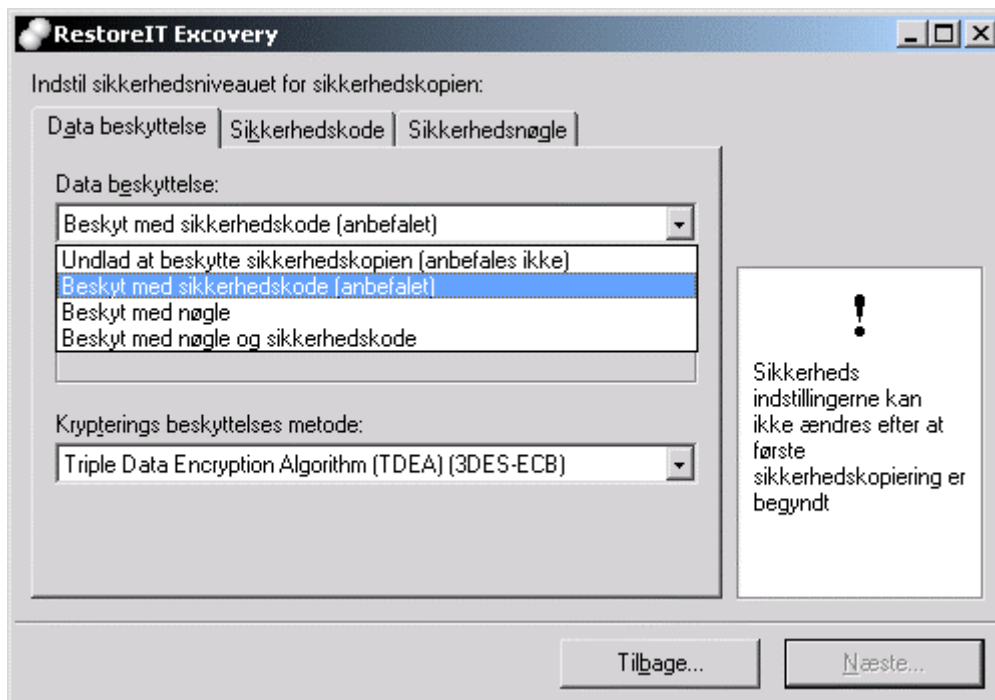 RestoreIT Excovery
Indstil sikkerhedsniveauet for sikkerhedskopien:
Data beskyttelse
Sikkerhedskode
Sikkerhedsnøgle
Data beskyttelse:
Beskyt med sikkerhedskode (anbefalet)
Undlad at beskytte sikkerhedskopien (anbefales ikke)
Beskyt med sikkerhedskode (anbefalet)
Beskyt med nøgle
Beskyt med nøgle og sikkerhedskode
Krypterings beskyttelses metode:
Triple Data Encryption Algorithm (TDEA) (3DES-ECB)
!
Sikkerheds
indstillingerne kan
ikke ændres efter at
første
sikkerhedskopiering er
begyndt
Tilbage...
Næste...